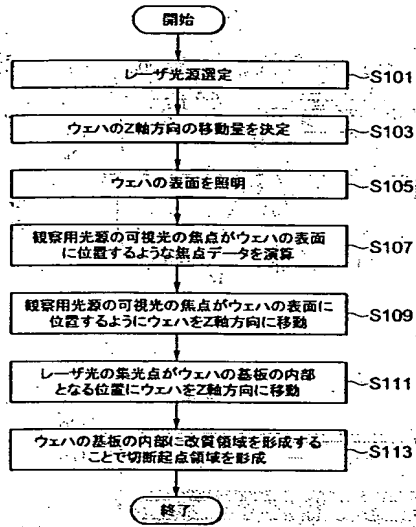 開始
レーザ光源選定
S101
ウェハのZ軸方向の移動量を決定
S103
ウェハの表面を照明
S105
観察用光源の可視光の焦点がウェハの表面
に位置するような焦点データを演算
S107
観察用光源の可視光の焦点がウェハの表面に
位置するようにウェハをZ軸方向に移動
S109
レーザ光の集光点がウェハの基板の内部
となる位置にウェハをZ軸方向に移動
S111
ウェハの基板の内部に改質領域を形成する
ことで切断起点領域を形成
S113
終了